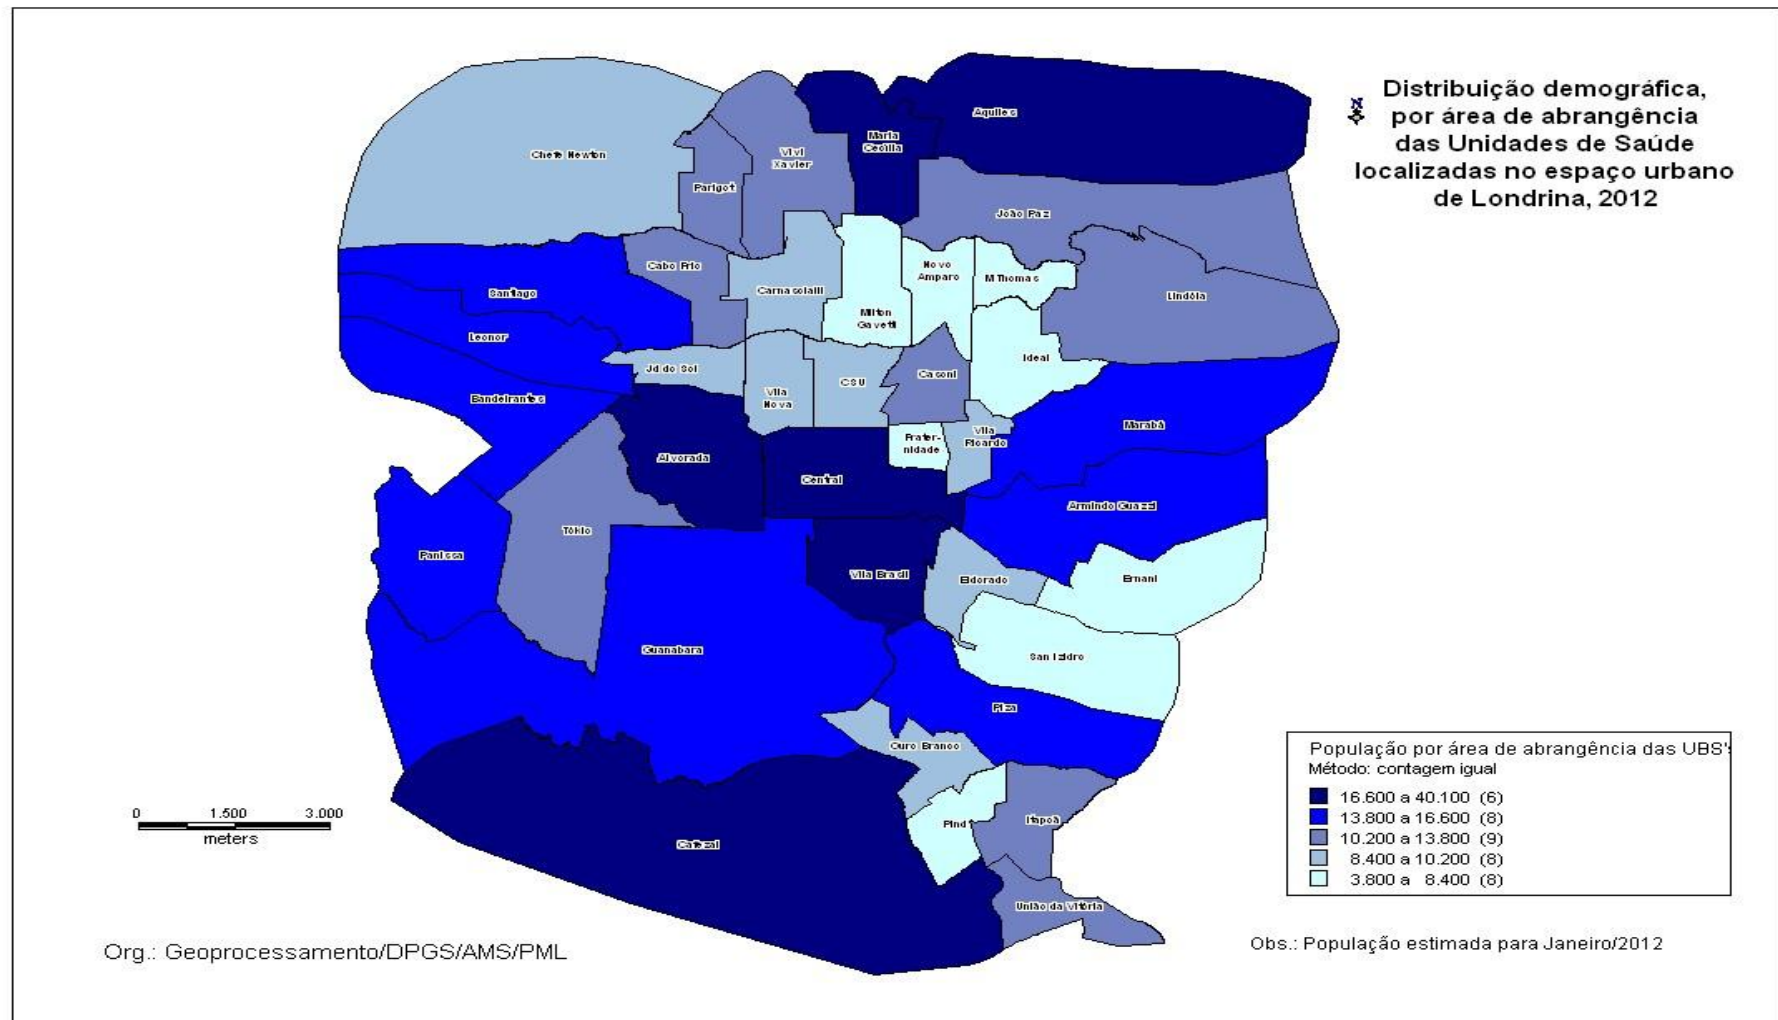 Distribuição demográfica,
por área de abrangência
das Unidades de Saúde
localizadas no espaço urbano
de Londrina, 2012
N
Aquiles
Maria
Cecília
Chefe Newton
Vivi
Xavier
Parigot
João Paz
Cabo Frio
Novo
Amparo
M Thomas
Carnascialli
Santiago
Lindóia
Milton
Gavetti
Leonor
Ideal
Jd do Sol
CSU
Casoni
Vila
Nova
Bandeirantes
Marabá
Vila
Ricardo
Frater-
nidade
Alvorada
Central
Armindo Guazzi
Tókio
Panissa
Vila Brasil
Eldorado
Ernani
Guanabara
San Izidro
Piza
Ouro Branco
Pind
Itapoã
Cafezal
União da Vitória
População por área de abrangência das UBS's
Método: contagem igual
16.600 a 40.100 (6)
13.800 a 16.600 (8)
10.200 a 13.800 (9)
8.400 a 10.200 (8)
3.800 a 8.400 (8)
0 1.500 3.000
meters
Org.: Geoprocessamento/DPGS/AMS/PML
Obs.: População estimada para Janeiro/2012